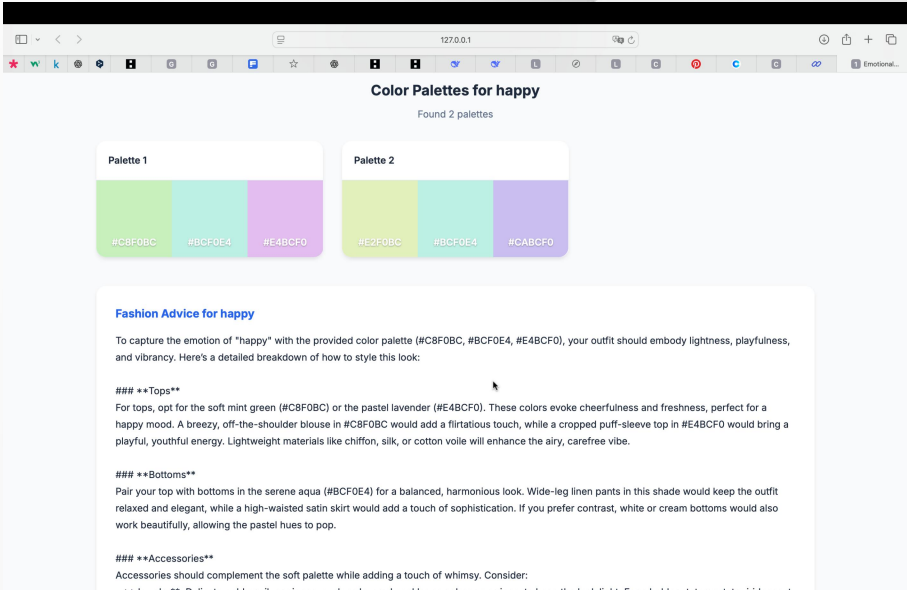 127.0.0.1
1 Emotional...
Color Palettes for happy
Found 2 palettes
Palette 1
Palette 2
#C8F0BC
#BCF0E4
#E4BCF0
#E2F0BC
#BCF0E4
#CABCF0
Fashion Advice for happy
To capture the emotion of "happy" with the provided color palette (#C8F0BC, #BCF0E4, #E4BCF0), your outfit should embody lightness, playfulness,
and vibrancy. Here's a detailed breakdown of how to style this look:
### **Tops**
For tops, opt for the soft mint green (#C8F0BC) or the pastel lavender (#E4BCF0). These colors evoke cheerfulness and freshness, perfect for a
happy mood. A breezy, off-the-shoulder blouse in #C8F0BC would add a flirtatious touch, while a cropped puff-sleeve top in #E4BCF0 would bring a
playful, youthful energy. Lightweight materials like chiffon, silk, or cotton voile will enhance the airy, carefree vibe.
### **Bottoms**
Pair your top with bottoms in the serene aqua (#BCF0E4) for a balanced, harmonious look. Wide-leg linen pants in this shade would keep the outfit
relaxed and elegant, while a high-waisted satin skirt would add a touch of sophistication. If you prefer contrast, white or cream bottoms would also
work beautifully, allowing the pastel hues to pop.
### **Accessories**
Accessories should complement the soft palette while adding a touch of whimsy. Consider: